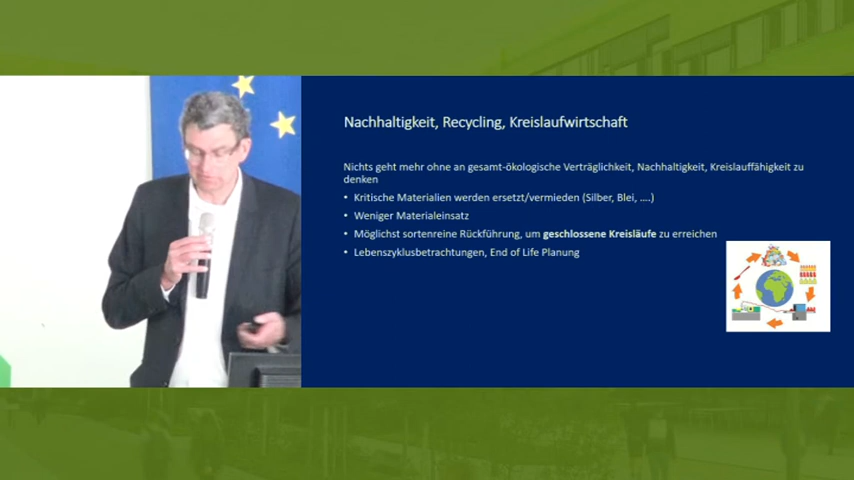 Nachhaltigkeit, Recycling, Kreislaufwirtschaft
Nichts geht mehr ohne an gesamt-ökologische Verträglichkeit, Nachhaltigkeit, Kreislauffähigkeit zu
denken
• Kritische Materialien werden ersetzt/vermieden (Silber, Blei, ....)
• Weniger Materialeinsatz
• Möglichst sortenreine Rückführung, um geschlossene Kreisläufe zu erreichen
• Lebenszyklusbetrachtungen, End of Life Planung